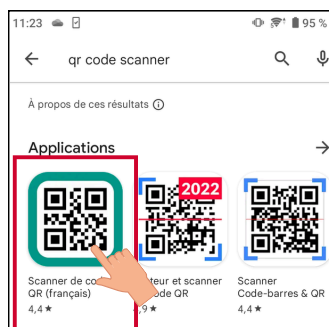 11:23 95 %
qr code scanner
À propos de ces résultats
Applications
2022
Scanner de
QR (français)
4,4 ★
et scanner
QR
,9 ★
Scanner
Code-barres & QR
4,4 ★